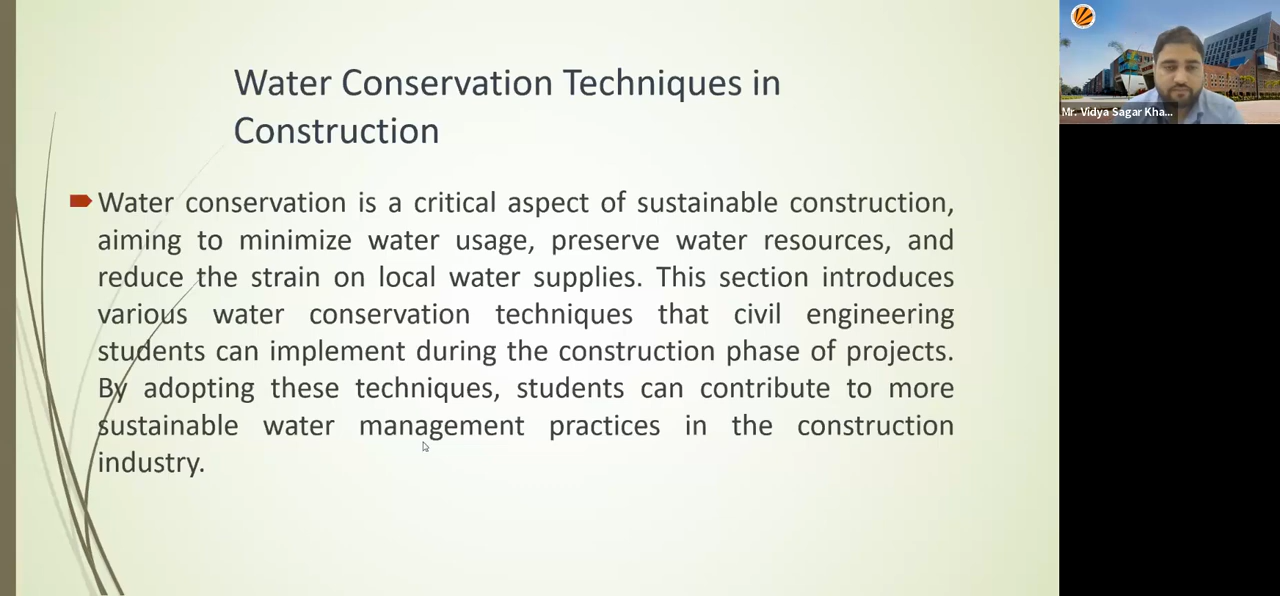 Water Conservation Techniques in
Construction
Water conservation is a critical aspect of sustainable construction,
aiming to minimize water usage, preserve water resources, and
reduce the strain on local water supplies. This section introduces
various water conservation techniques that civil engineering
students can implement during the construction phase of projects.
By adopting these techniques, students can contribute to more
sustainable water management practices in the construction
industry.
Mr. Vidya Sagar Kha...